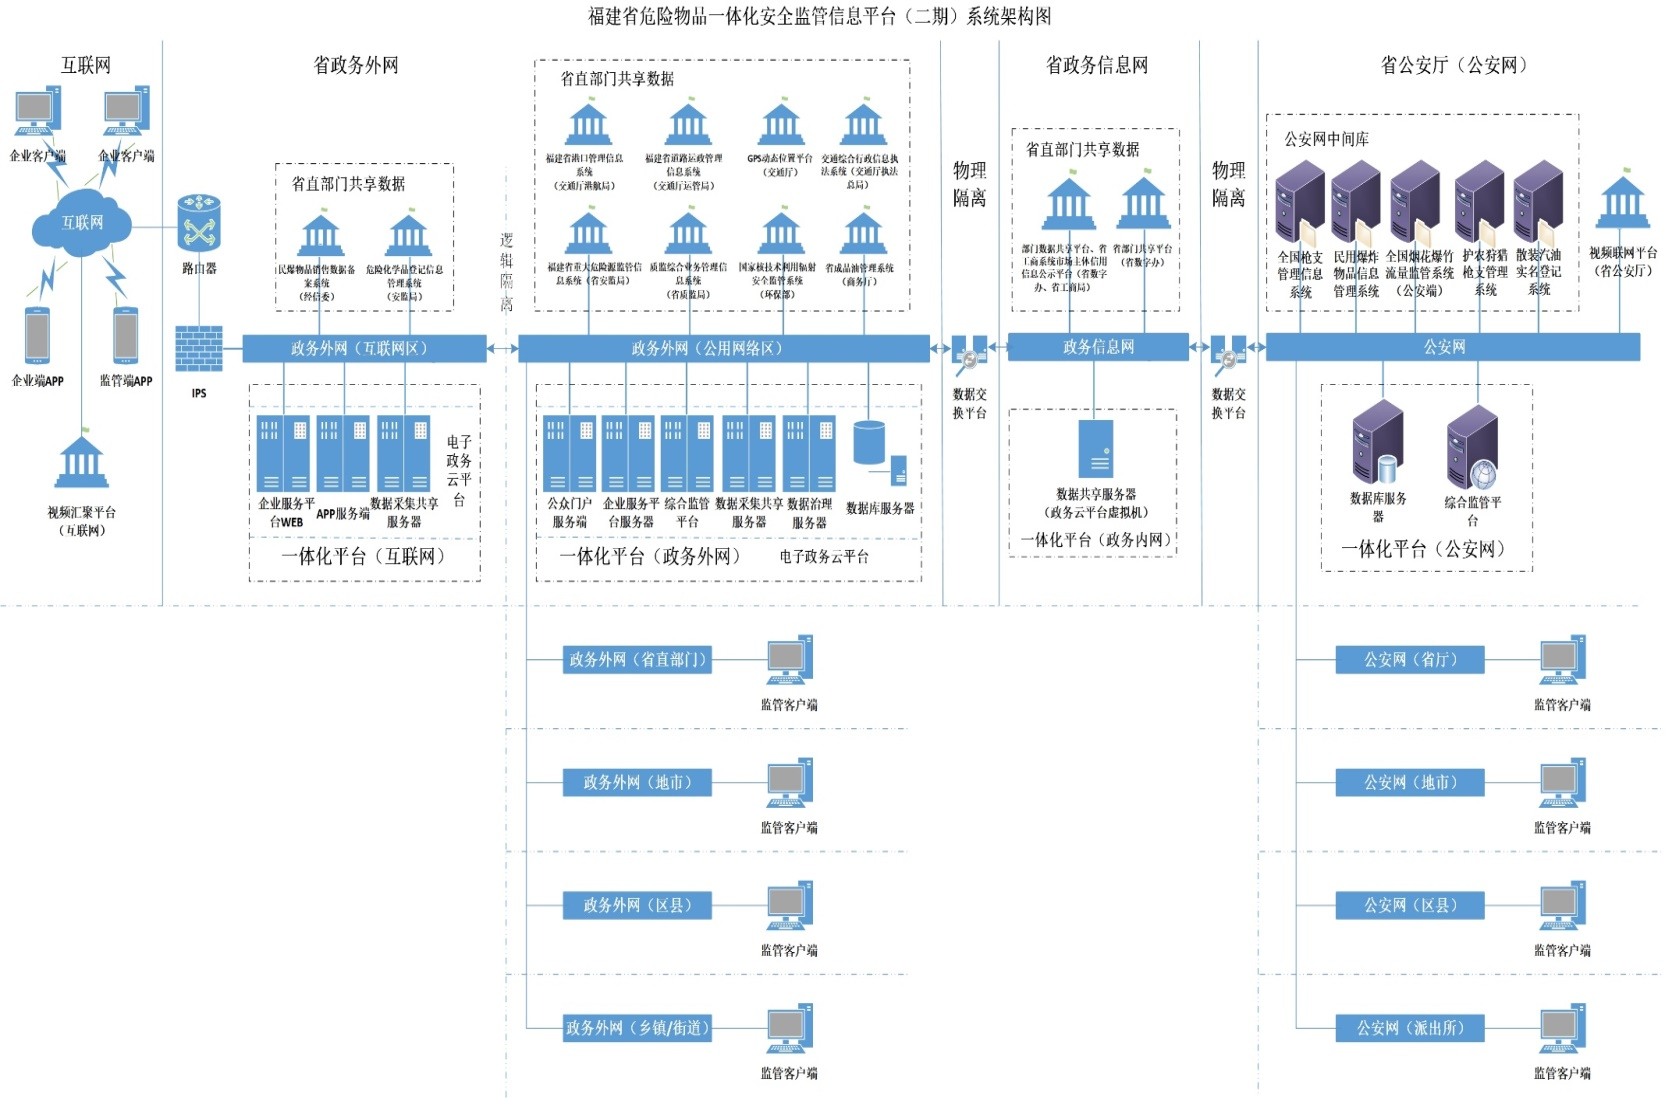 福建省危险物品一体化安全监管信息平台（二期）系统架构图
互联网
企业客户端
企业客户端
互联网
企业端APP
监管端APP
视频汇聚平台
（互联网）
路由器
IPS
省政务外网
省直部门共享数据
民爆物品销售数据备
案系统
（经信委）
危险化学品登记信息
管理系统
（安监局）
政务外网（互联网区）
企业服务平
台WEB
APP服务端
数据采集共享
服务器
电子
政务
云平
台
一体化平台（互联网）
逻
辑
隔
离
省直部门共享数据
福建省港口管理信息
系统
（交通厅港航局）
福建省道路运政管理
信息系统
（交通厅运管局）
GPS动态位置平台
（交通厅）
交通综合行政信息执
法系统（交通厅执法
总局）
福建省重大危险源监管信
息系统（省安监局）
质监综合业务管理信
息系统
（省质监局）
国家核技术利用辐射
安全监管系统
（环保部）
省成品油管理系统
（商务厅）
政务外网（公用网络区）
公众门户
服务端
企业服务平
台服务器
综合监管
平台
数据采集共享
服务器
数据治理
服务器
数据库服务器
一体化平台（政务外网）
电子政务云平台
物理
隔离
数据交
换平台
省政务信息网
省直部门共享数据
部门数据共享平台、省
工商系统市场主体信用
信息公示平台（省数字
办、省工商局）
省部门共享平台
（省数字办）
政务信息网
数据共享服务器
（政务云平台虚拟机）
一体化平台（政务内网）
物理
隔离
数据交
换平台
省公安厅（公安网）
公安网中间库
全国枪支
管理信息
系统
民用爆炸
物品信息
管理系统
全国烟花爆竹
流量监管系统
（公安端）
护农狩猎
枪支管理
系统
散装汽油
实名登记
系统
视频联网平台
（省公安厅）
公安网
数据库服务
器
综合监管平
台
一体化平台（公安网）
政务外网（省直部门）
监管客户端
政务外网（地市）
监管客户端
政务外网（区县）
监管客户端
政务外网（乡镇/街道）
监管客户端
公安网（省厅）
监管客户端
公安网（地市）
监管客户端
公安网（区县）
监管客户端
公安网（派出所）
监管客户端